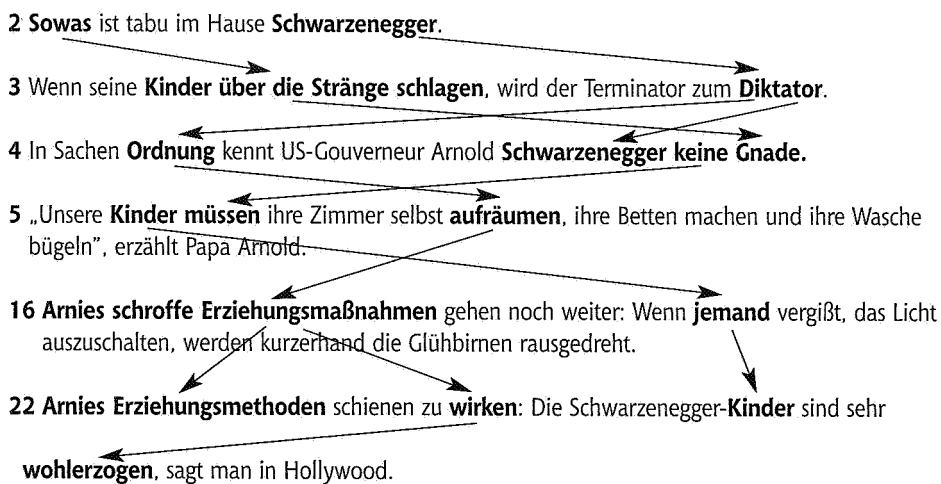 2 Sowas ist tabu im Hause Schwarzenegger.
3 Wenn seine Kinder über die Stränge schlagen, wird der Terminator zum Diktator.
4 In Sachen Ordnung kennt US-Gouverneur Arnold Schwarzenegger keine Gnade.
5 „Unsere Kinder müssen ihre Zimmer selbst aufräumen, ihre Betten machen und ihre Wasche
bügeln”, erzählt Papa Arnold.
16 Arnies schroffe Erziehungsmaßnahmen gehen noch weiter: Wenn jemand vergißt, das Licht
auszuschalten, werden kurzerhand die Glühbirnen rausgedreht.
22 Arnies Erziehungsmethoden schienen zu wirken: Die Schwarzenegger-Kinder sind sehr
wohlerzogen, sagt man in Hollywood.